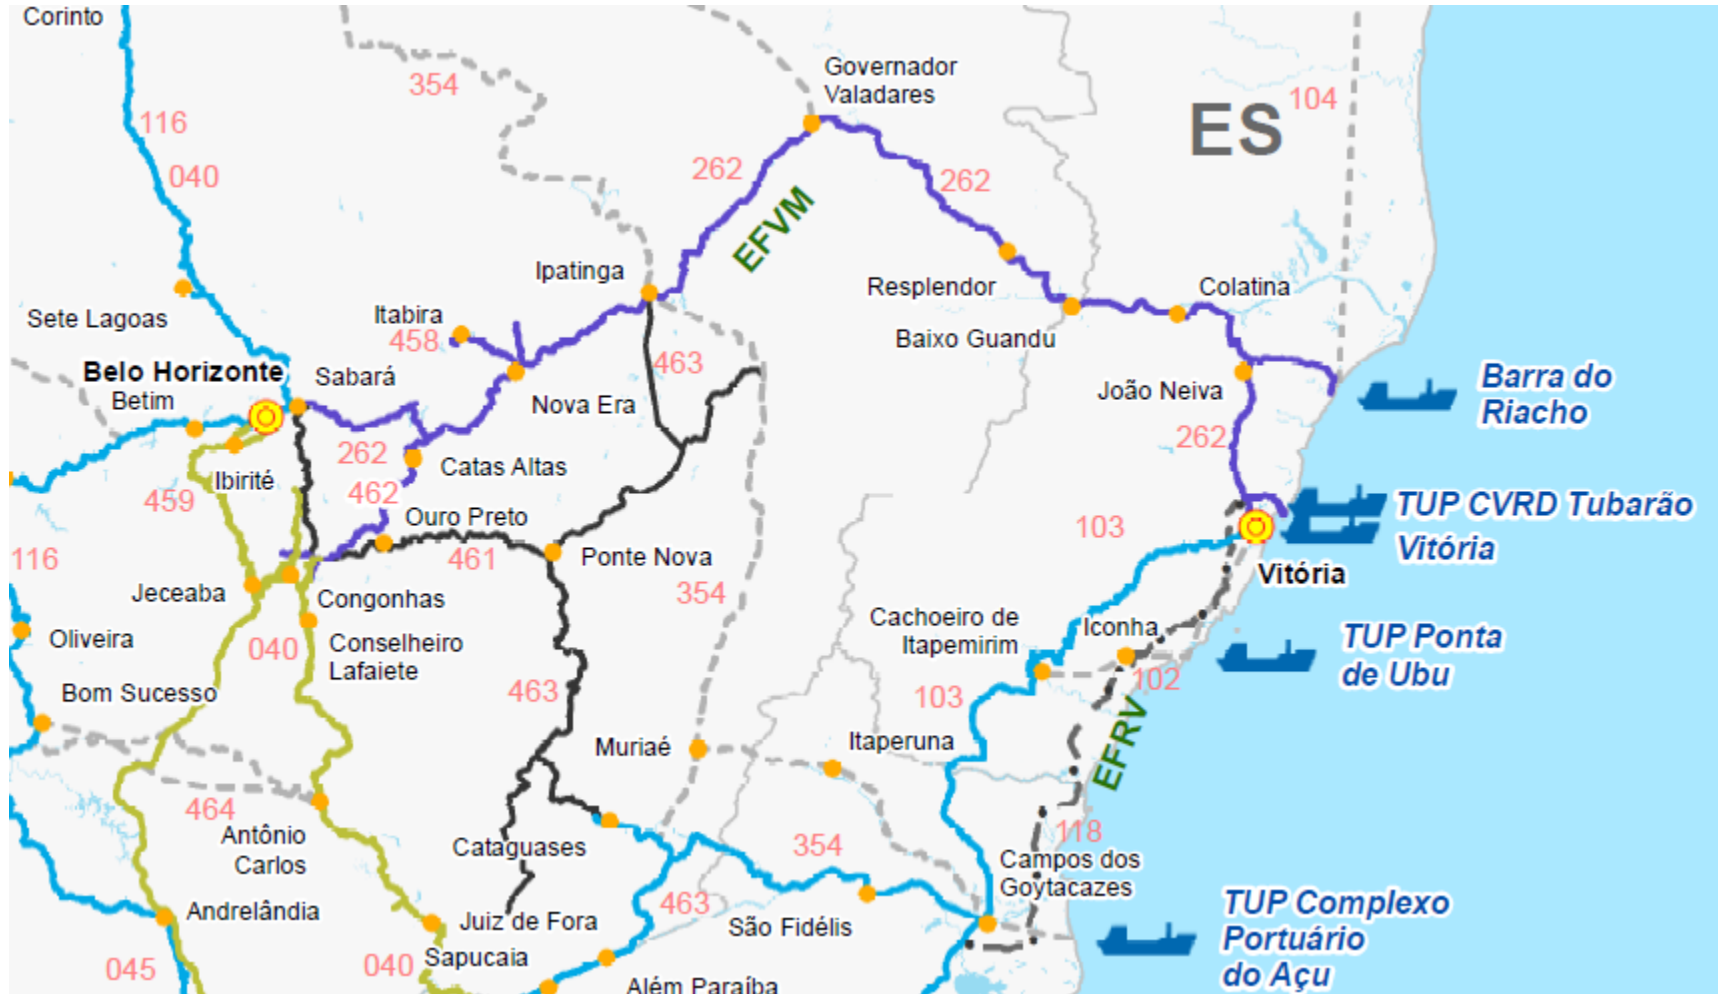 Corinto
Governador
Valadares
354
104
116
ES
040
262
262
EFVM
Ipatinga
Resplendor
Colatina
Itabira
Sete Lagoas
458
Baixo Guandu
463
Belo Horizonte
Sabará
Betim
João Neiva
Nova Era
Barra do
Riacho
262
262
Catas Altas
Ibirité
459
462
Ouro Preto
TUP CVRD Tubarão
103
Vitória
116
461
Ponte Nova
Vitória
Jeceaba
Congonhas
354
Cachoeiro de
Itapemirim
Iconha
Oliveira
040
Conselheiro
Lafaiete
TUP Ponta
de Ubu
Bom Sucesso
463
103
102
Muriaé
Itaperuna
EFRV
464
Antônio
Carlos
Cataguases
354
118
Campos dos
Goytacazes
Andrelândia
Juiz de Fora
463
São Fidélis
TUP Complexo
Portuário
do Açu
045
040
Sapucaia
Além Paraíba